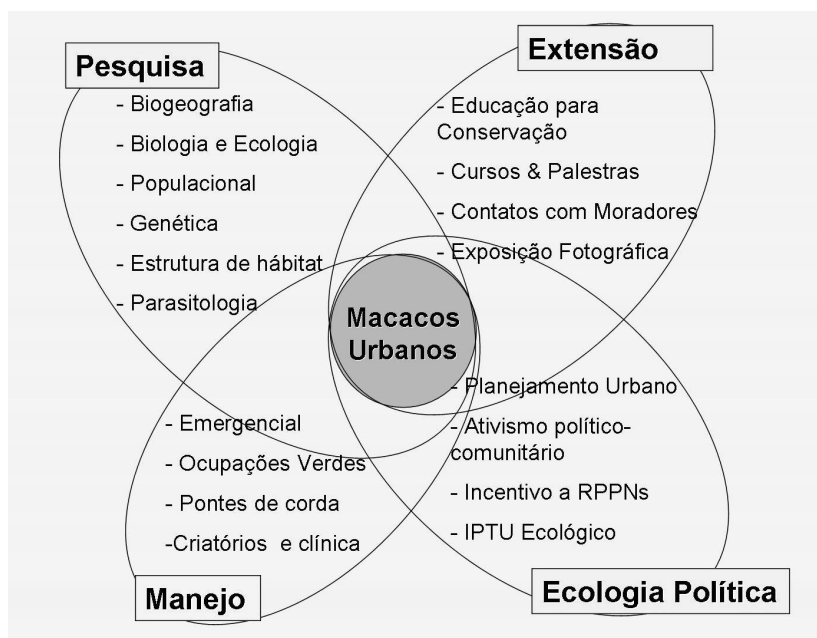 Pesquisa
- Biogeografia
- Biologia e Ecologia
- Populacional
- Genética
- Estrutura de hábitat
- Parasitologia
Extensão
- Educação para
Conservação
- Cursos & Palestras
- Contatos com Moradores
- Exposição Fotográfica
Macacos
Urbanos
- Emergencial
- Ocupações Verdes
- Pontes de corda
-Criatórios e clínica
Manejo
- Planejamento Urbano
- Ativismo político-
comunitário
- Incentivo a RPPNs
- IPTU Ecológico
Ecologia Política